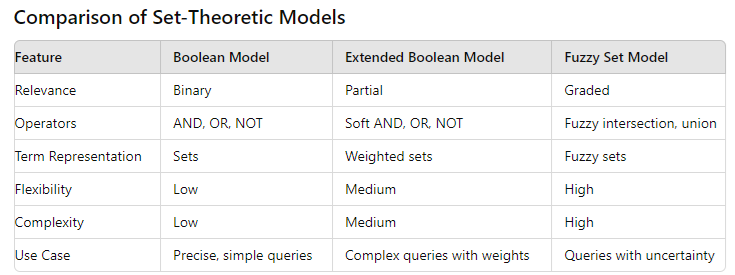 Comparison of Set-Theoretic Models
Feature Boolean Model Extended Boolean Model Fuzzy Set Model
Relevance Binary Partial Graded
Operators AND, OR, NOT Soft AND, OR, NOT Fuzzy intersection, union
Term Representation Sets Weighted sets Fuzzy sets
Flexibility Low Medium High
Complexity Low Medium High
Use Case Precise, simple queries Complex queries with weights Queries with uncertainty